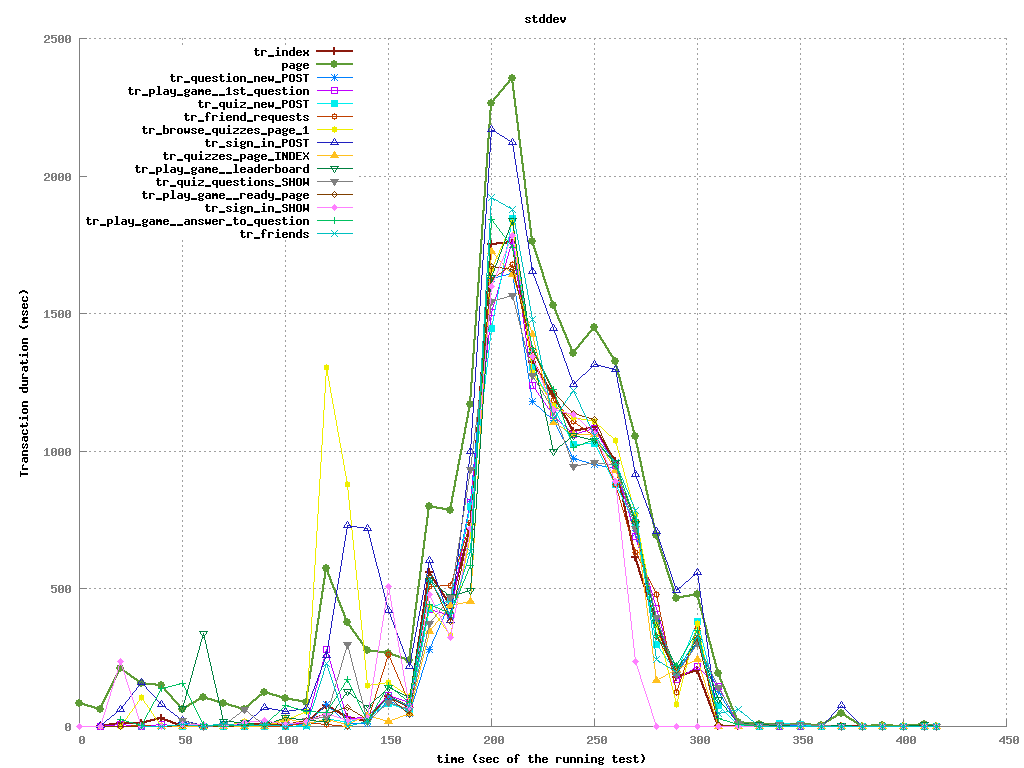 stddev
2500
2000
1500
1000
500
0
tr_index
page
tr_question_new_POST
tr_play_game__1st_question
tr_quiz_new_POST
tr_friend_requests
tr_browse_quizzes_page_1
tr_sign_in_POST
tr_quizzes_page_INDEX
tr_play_game__leaderboard
tr_quiz_questions_SHOW
tr_play_game__ready_page
tr_sign_in_SHOW
tr_play_game__answer_to_question
tr_friends
Transaction duration (msec)
0 50 100 150 200 250 300 350 400 450
time (sec of the running test)